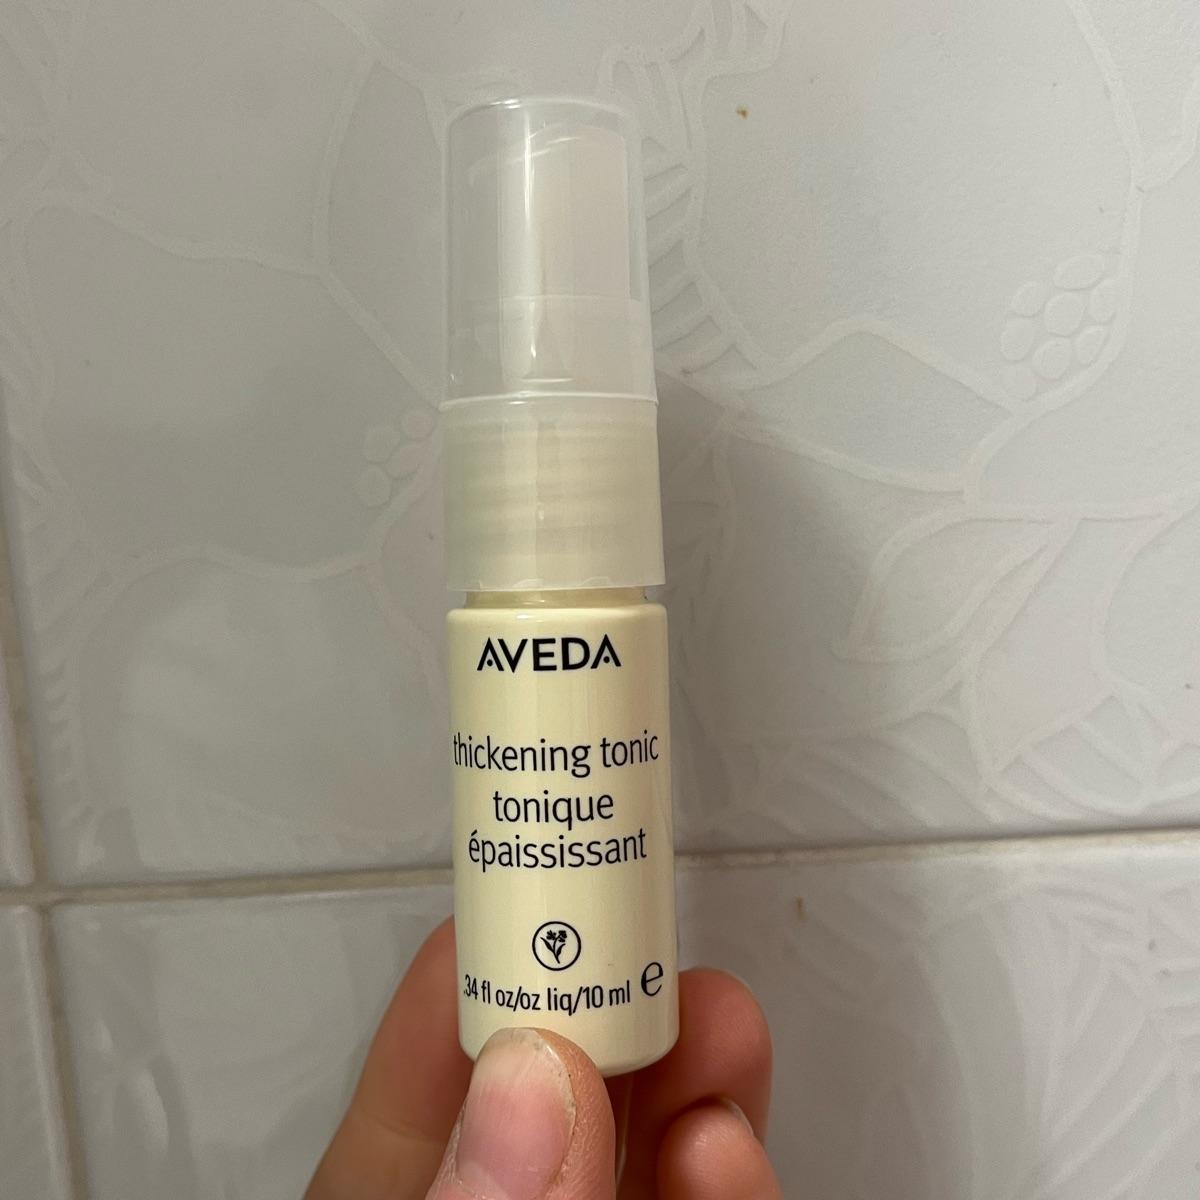 AVEDA
thickening tonic
tonique
épaississant
.34 fl oz/oz liq/10 ml ℮